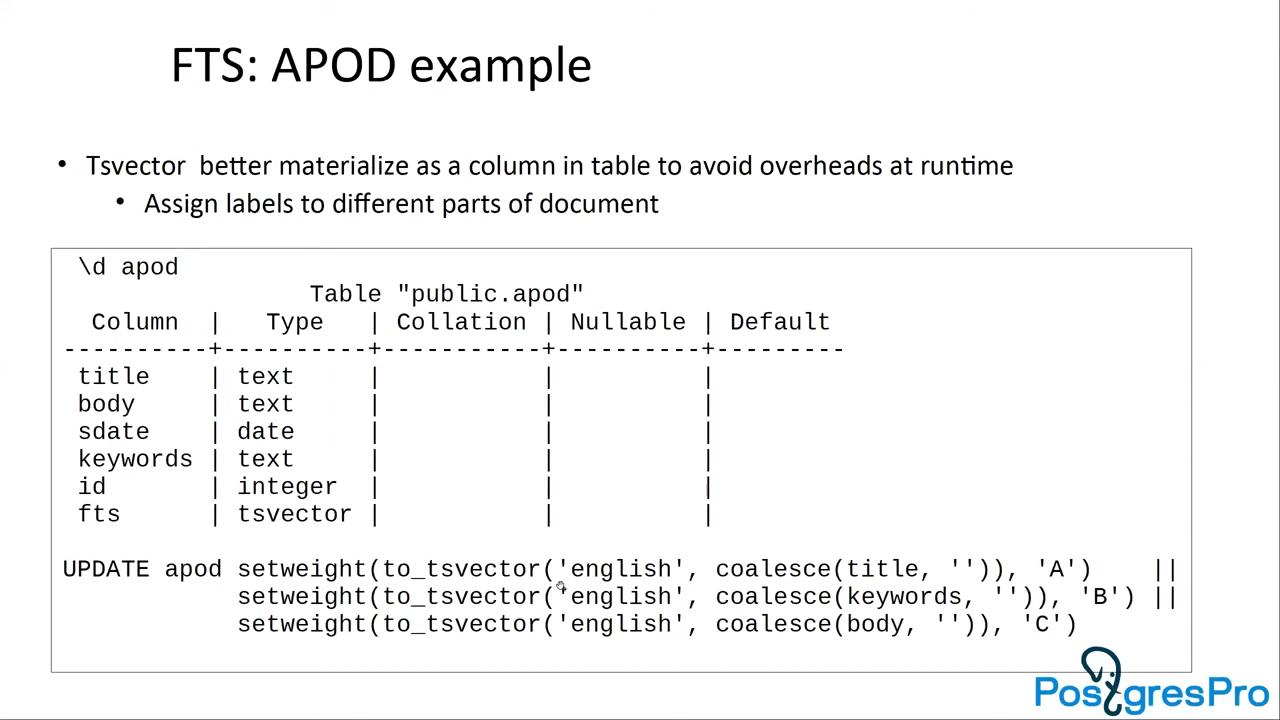 FTS: APOD example
• Tsvector  better materialize as a column in table to avoid overheads at runtime
• Assign labels to different parts of document
\d apod
Table "public.apod"
Column | Type | Collation | Nullable | Default
----------+----------+-----------+----------+---------
title | text | | |
body | text | | |
sdate | date | | |
keywords | text | | |
id | integer | | |
fts | tsvector | | |
UPDATE apod setweight(to_tsvector('english', coalesce(title, '')), 'A') ||
setweight(to_tsvector('english', coalesce(keywords, '')), 'B') ||
setweight(to_tsvector('english', coalesce(body, '')), 'C')
PostgresPro